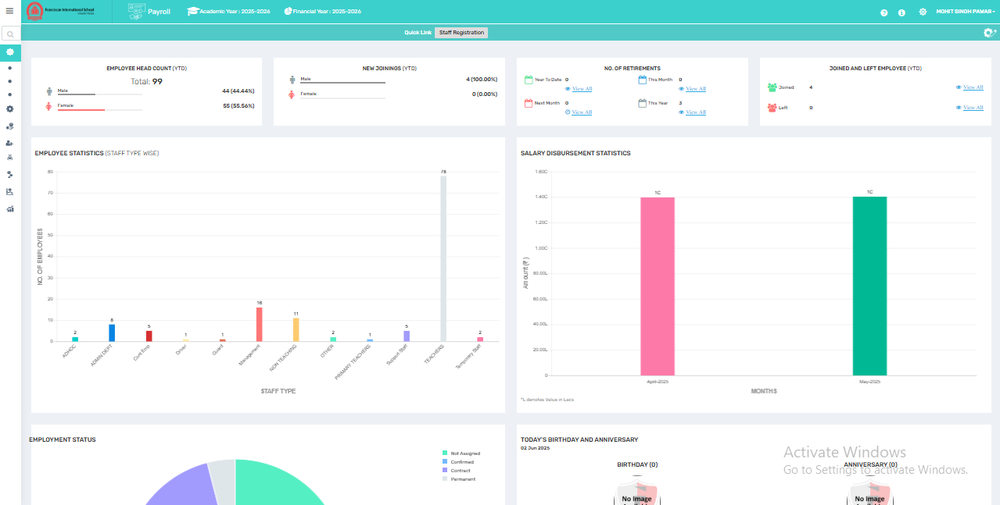 Franciscan International School
Payroll
Academic Year : 2025-2026
Financial Year : 2025-2026
MOHIT SINGH PAWAR
Quick Link
Staff Registration
EMPLOYEE HEAD COUNT (YTD)
Total: 99
Male
44 (44.44%)
Female
55 (55.56%)
NEW JOININGS (YTD)
Male
4 (100.00%)
Female
0 (0.00%)
NO. OF RETIREMENTS
Year To Date 0
View All
This Month 0
View All
Next Month 0
View All
This Year 3
View All
JOINED AND LEFT EMPLOYEE (YTD)
Joined 4
View All
Left 0
View All
EMPLOYEE STATISTICS (STAFF TYPE WISE)
NO. OF EMPLOYEES
80
70
60
50
40
30
20
10
0
2
8
5
1
1
16
11
2
1
5
78
2
ADHOC
ADMIN DEPT
Cont.Emp
Driver
Guard
Management
NON TEACHING
OTHER
PRIMARY TEACHERS
Support Staff
TEACHERS
Temporary Staff
STAFF TYPE
SALARY DISBURSEMENT STATISTICS
Amount (₹)
1.60C
1.40C
1.20C
1.00C
80.00L
60.00L
40.00L
20.00L
0
1C
1C
April-2025
May-2025
MONTHS
*L denotes Value in Lacs
EMPLOYMENT STATUS
Not Assigned
Confirmed
Contract
Permanent
TODAY'S BIRTHDAY AND ANNIVERSARY
02 Jun 2025
BIRTHDAY (0)
ANNIVERSARY (0)
No Image
No Image
Activate Windows
Go to Settings to activate Windows.